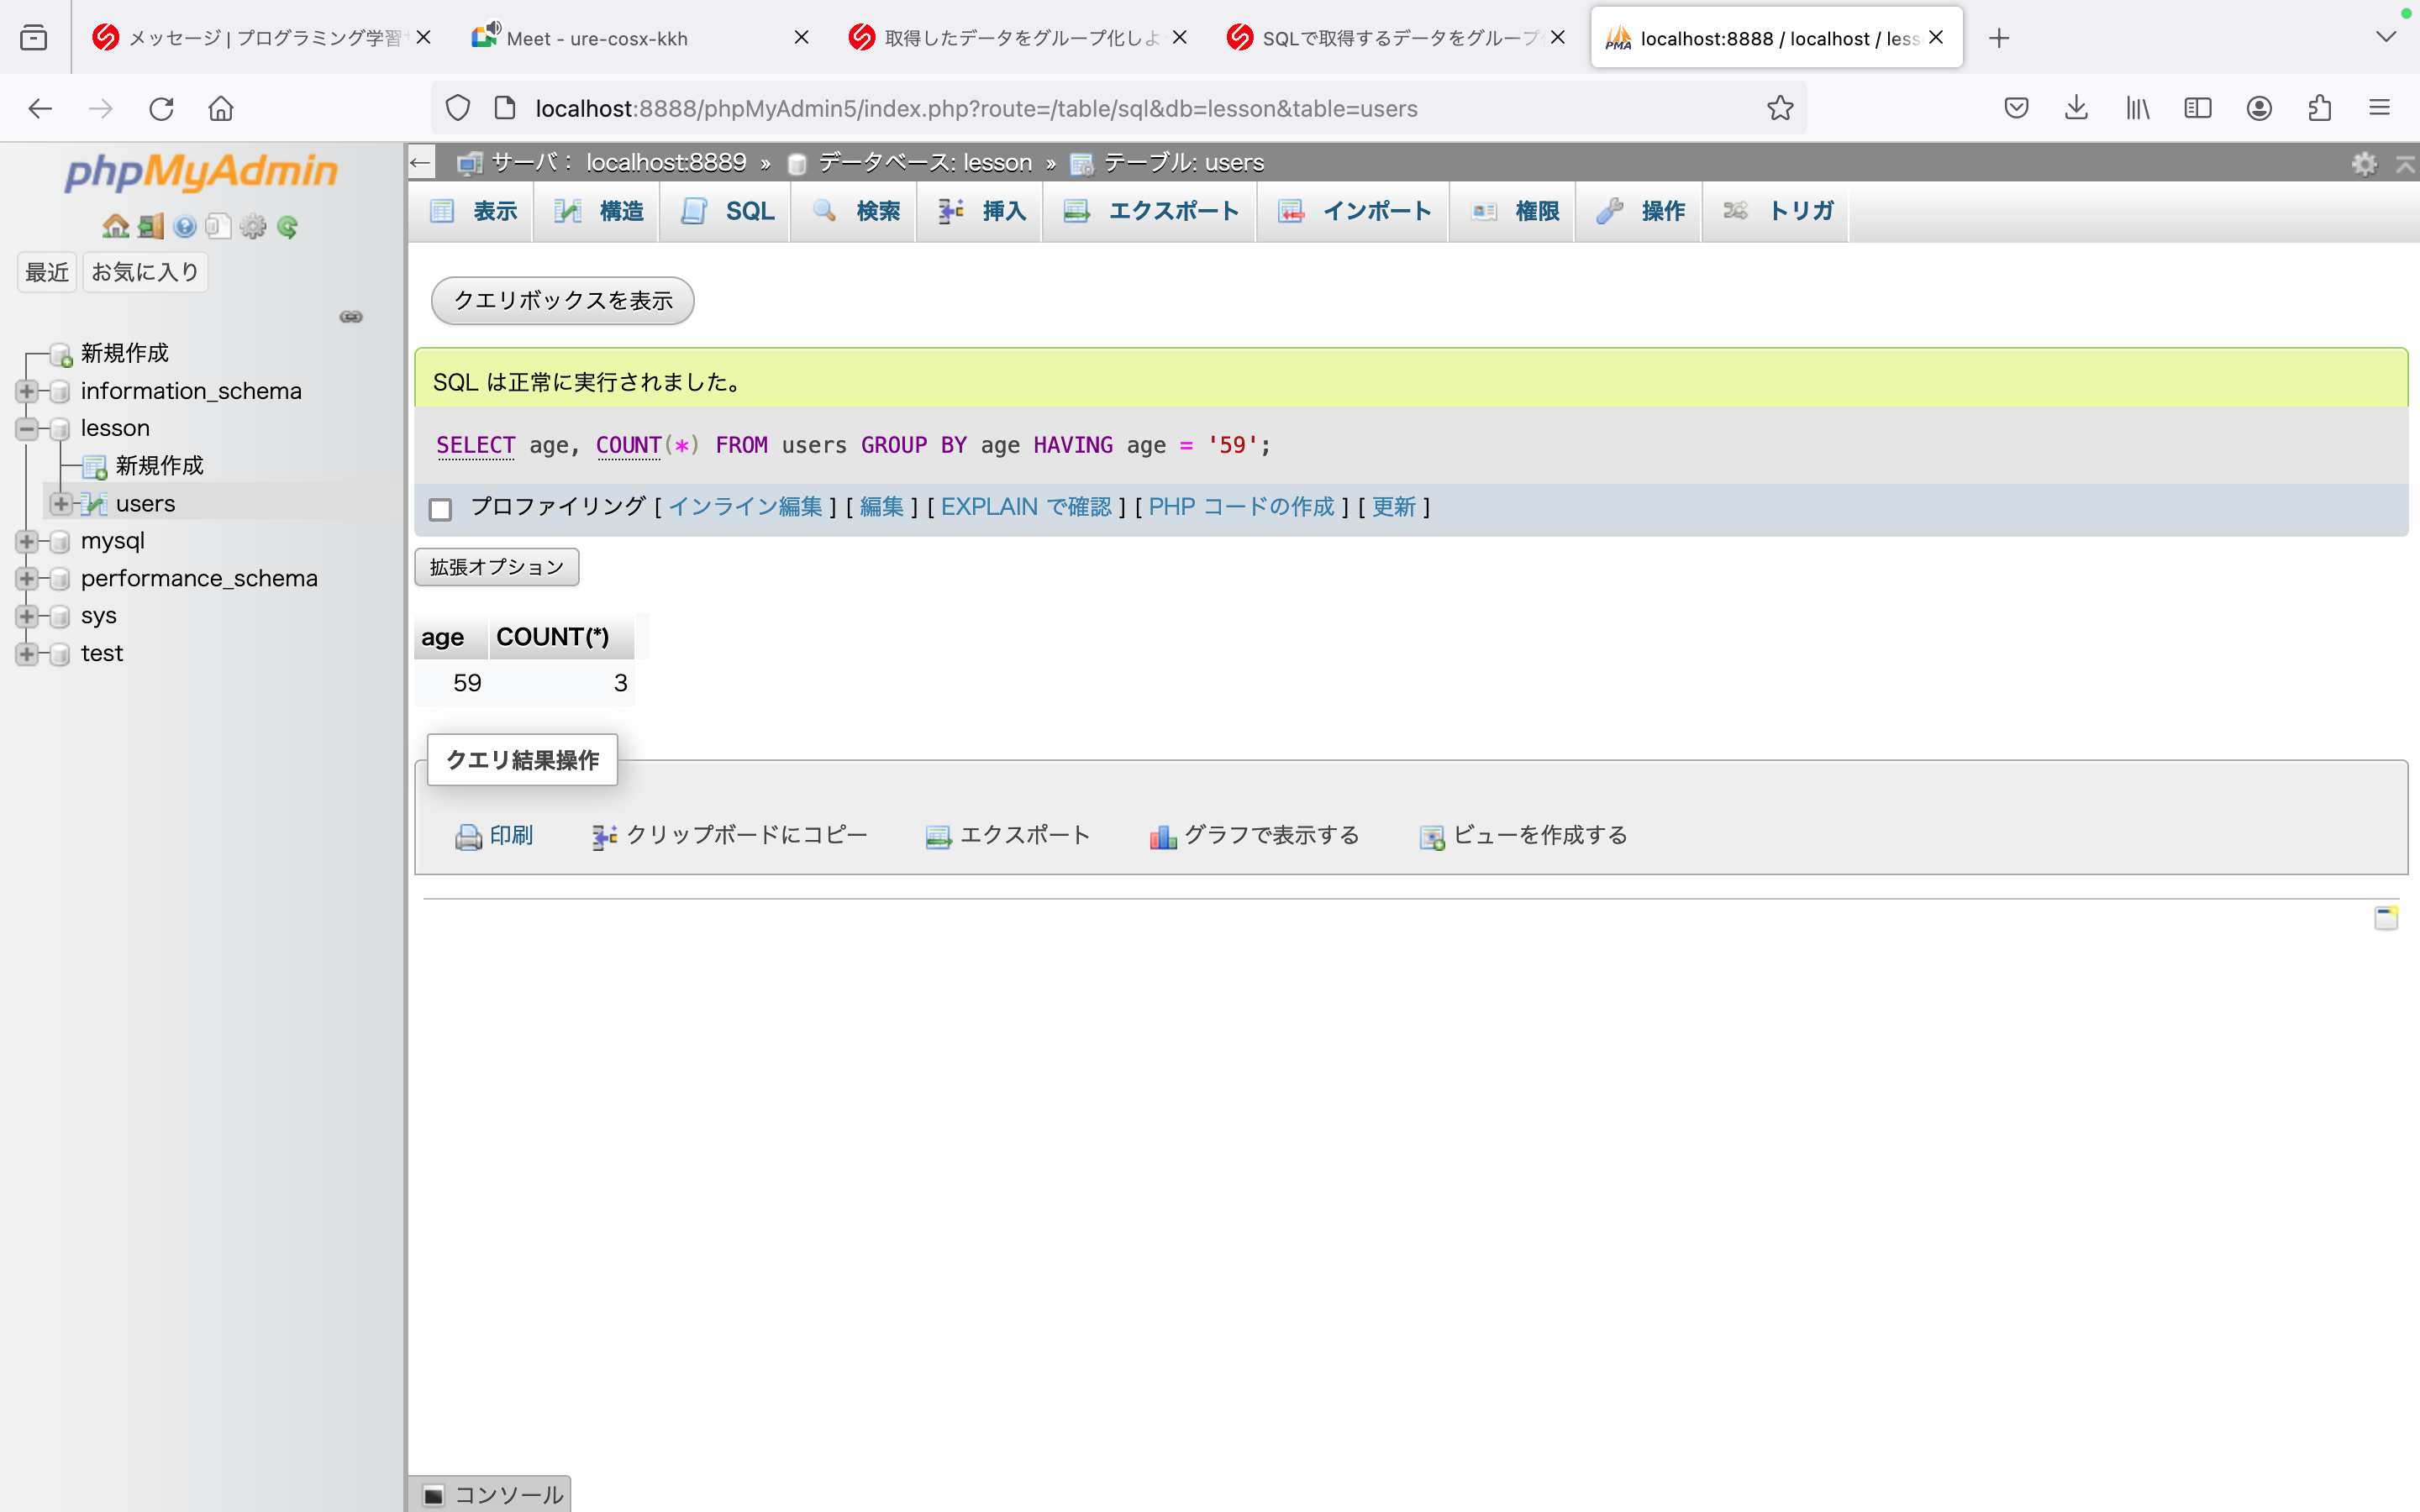 メッセージ | プログラミング学習
Meet - ure-cosx-kkh
取得したデータをグループ化しよ
SQLで取得するデータをグループ
PMA localhost:8888 / localhost / less
localhost:8888/phpMyAdmin5/index.php?route=/table/sql&db=lesson&table=users
phpMyAdmin
最近 お気に入り
新規作成
information_schema
lesson
新規作成
users
mysql
performance_schema
sys
test
サーバ： localhost:8889 » データベース: lesson » テーブル: users
表示 構造 SQL 検索 挿入 エクスポート インポート 権限 操作 トリガ
クエリボックスを表示
SQL は正常に実行されました。
SELECT age, COUNT(*) FROM users GROUP BY age HAVING age = '59';
プロファイリング [ インライン編集 ] [ 編集 ] [ EXPLAIN で確認 ] [ PHP コードの作成 ] [ 更新 ]
拡張オプション
age COUNT(*)
59 3
クエリ結果操作
印刷 クリップボードにコピー エクスポート グラフで表示する ビューを作成する
コンソール